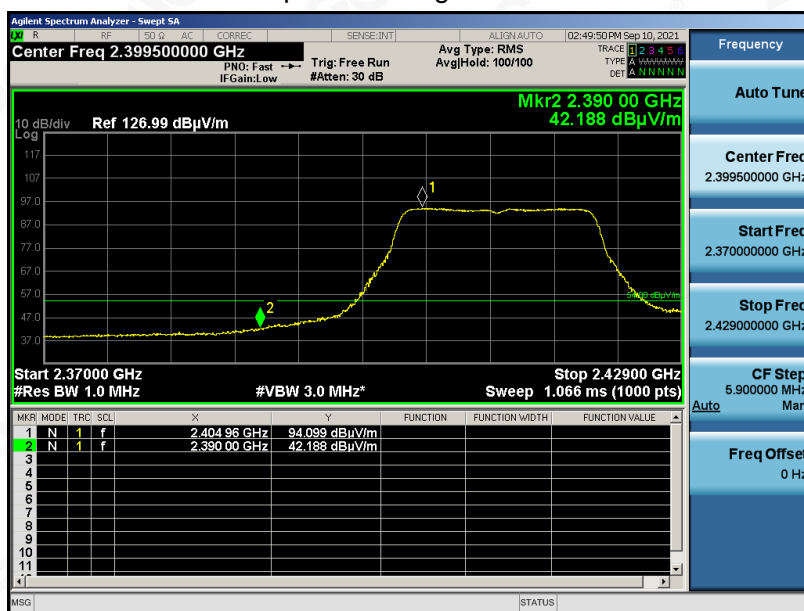 Agilent Spectrum Analyzer - Swept SA
R RF 50 Ω AC CORREC SENSE:INT ALIGN AUTO 02:49:50 PM Sep 10, 2021
Center Freq 2.399500000 GHz
PNO: Fast
IFGain:Low
Trig: Free Run
#Atten: 30 dB
Avg Type: RMS
Avg|Hold: 100/100
TRACE 1 2 3 4 5 6
TYPE A WWWWW
DET A N N N N N
Mkr2 2.390 00 GHz
42.188 dBµV/m
10 dB/div Ref 126.99 dBµV/m
Log
117
107
97.0
87.0
77.0
67.0
57.0
47.0
37.0
1
2
Start 2.37000 GHz Stop 2.42900 GHz
#Res BW 1.0 MHz #VBW 3.0 MHz* Sweep 1.066 ms (1000 pts)
MKR MODE TRC SCL X Y FUNCTION FUNCTION WIDTH FUNCTION VALUE
1 N 1 f 2.404 96 GHz 94.099 dBµV/m
2 N 1 f 2.390 00 GHz 42.188 dBµV/m
3
4
5
6
7
8
9
10
11
MSG STATUS
Frequency
Auto Tune
Center Freq
2.399500000 GHz
Start Freq
2.370000000 GHz
Stop Freq
2.429000000 GHz
CF Step
5.900000 MHz
Auto Man
Freq Offset
0 Hz